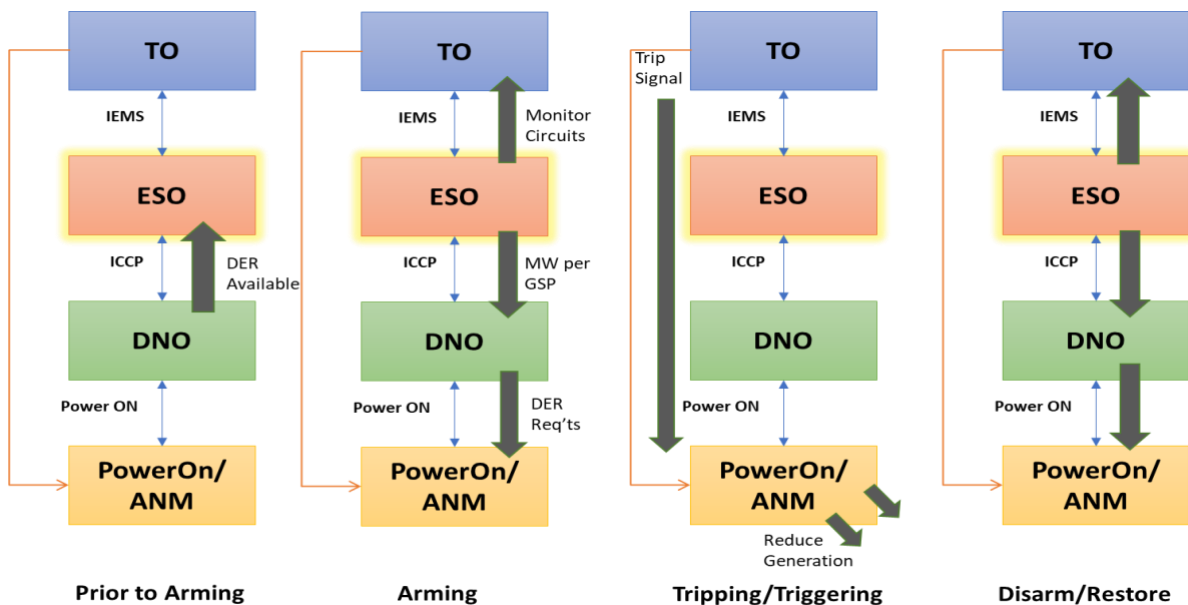 TO
IEMS
ESO
ICCP
DER
Available
DNO
Power ON
PowerOn/
ANM
Prior to Arming
TO
IEMS
Monitor
Circuits
ESO
ICCP
MW per
GSP
DNO
Power ON
DER
Req'ts
PowerOn/
ANM
Arming
Trip
Signal
TO
IEMS
ESO
ICCP
DNO
Power ON
PowerOn/
ANM
Reduce
Generation
Tripping/Triggering
TO
IEMS
ESO
ICCP
DNO
Power ON
PowerOn/
ANM
Disarm/Restore